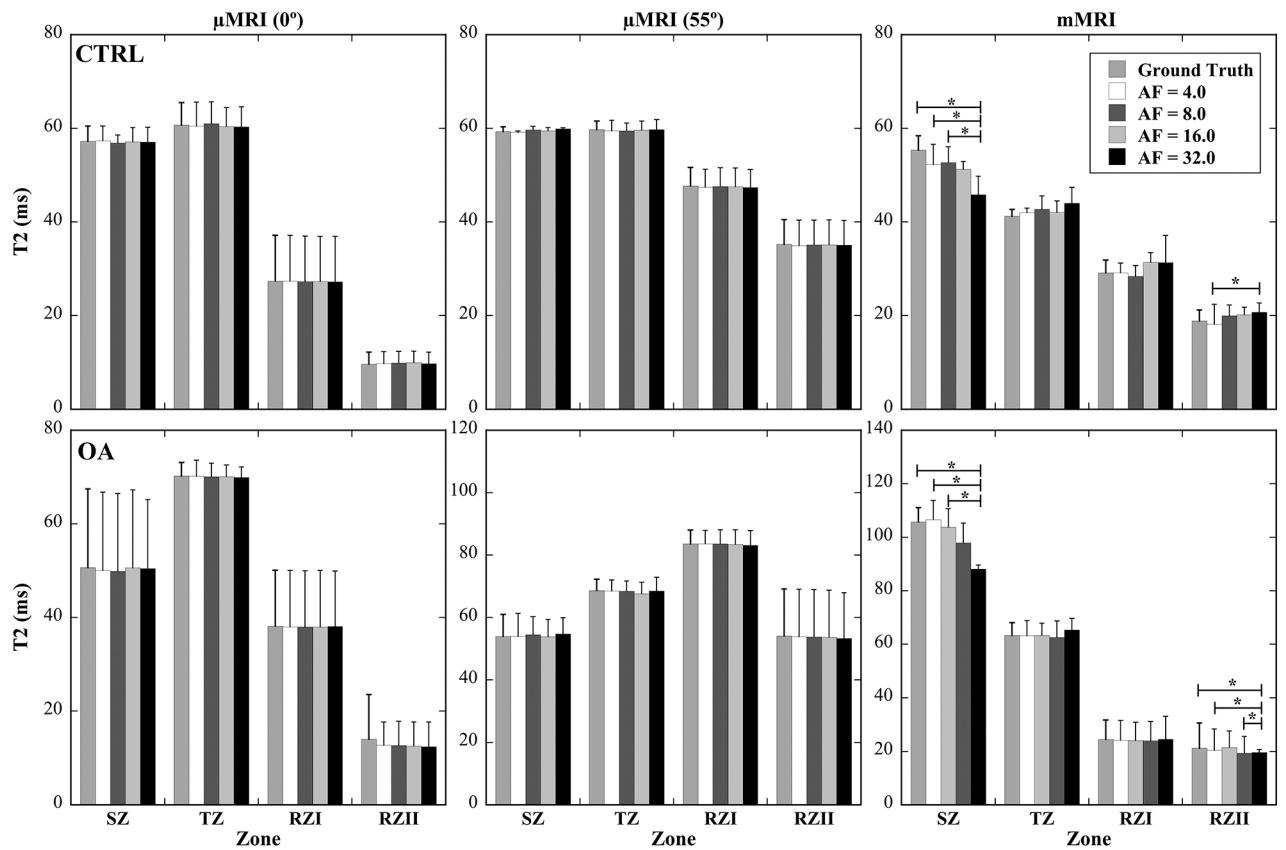 µMRI (0º)
µMRI (55º)
mMRI
CTRL
T2 (ms)
80
60
40
20
0
80
60
40
20
0
80
60
40
20
0
* * * *
Ground Truth
AF = 4.0
AF = 8.0
AF = 16.0
AF = 32.0
OA
T2 (ms)
80
60
40
20
0
120
100
80
60
40
20
0
140
120
100
80
60
40
20
0
* * * * * *
SZ TZ RZI RZII
Zone
SZ TZ RZI RZII
Zone
SZ TZ RZI RZII
Zone